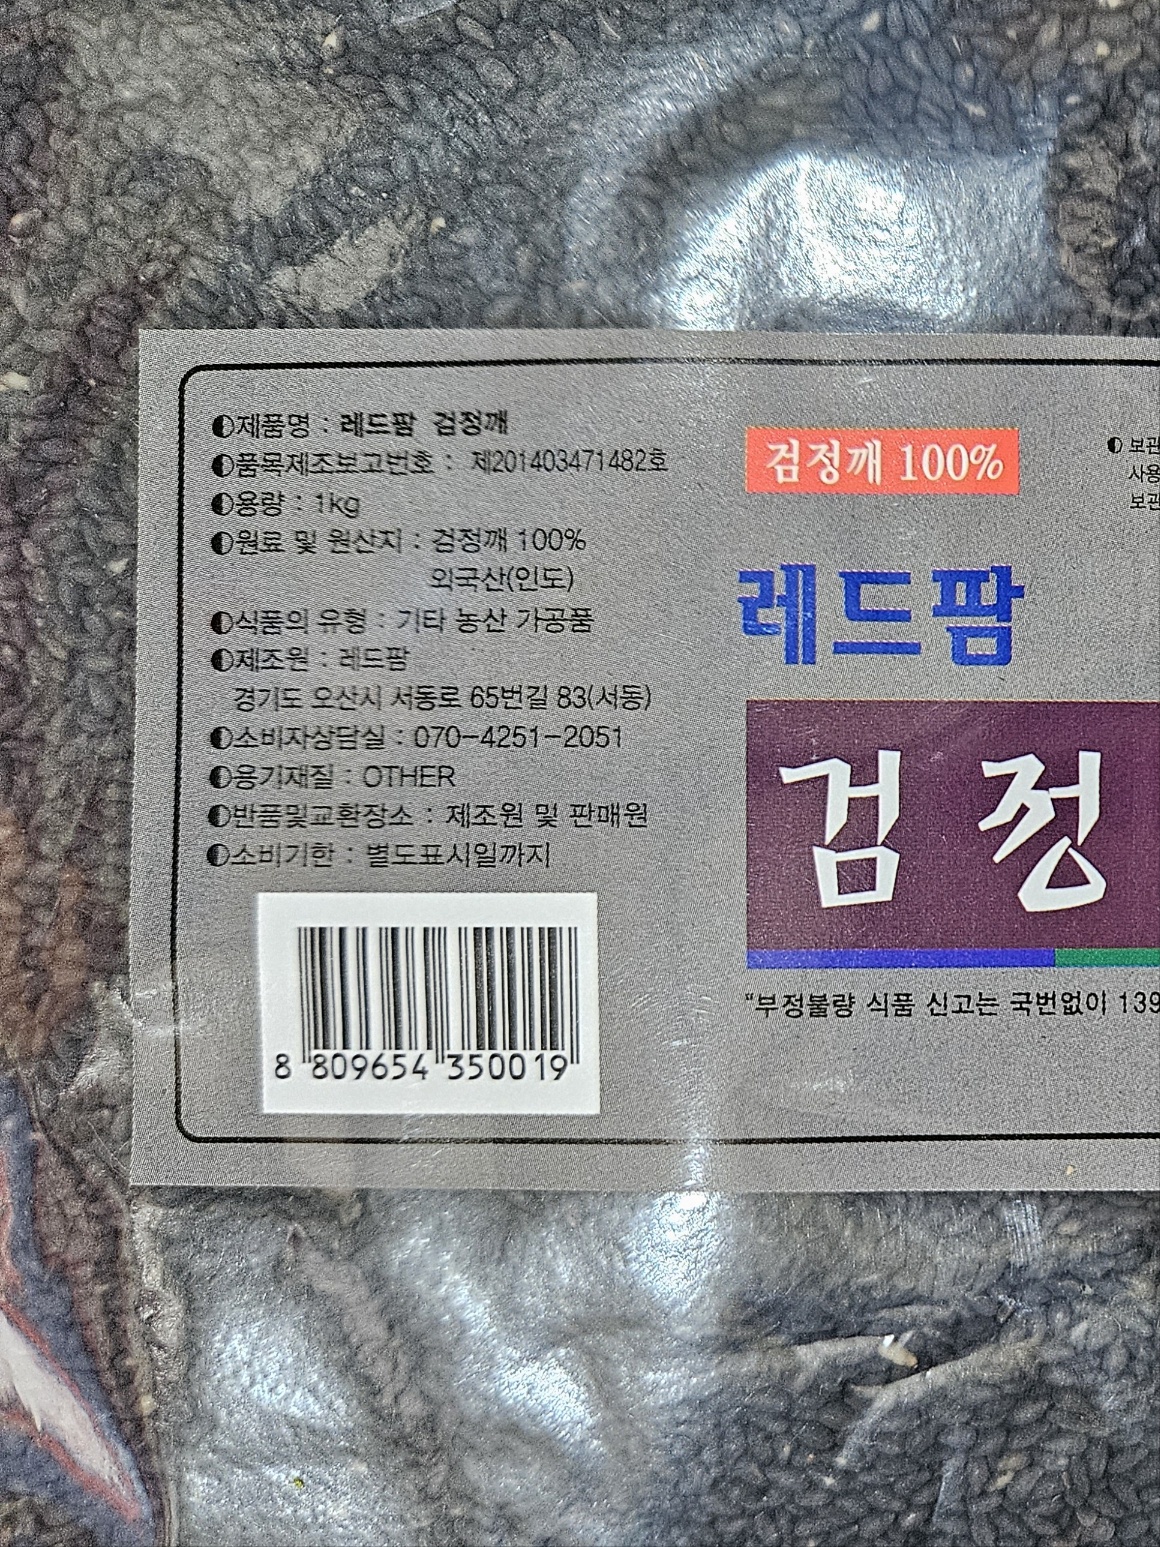 ◐제품명 : 레드팜 검정깨
◐품목제조보고번호 : 제201403471482호
◐용량 : 1kg
◐원료 및 원산지 : 검정깨 100%
외국산(인도)
◐식품의 유형 : 기타 농산 가공품
◐제조원 : 레드팜
경기도 오산시 서동로 65번길 83(서동)
◐소비자상담실 : 070-4251-2051
◐용기재질 : OTHER
◐반품및교환장소 : 제조원 및 판매원
◐소비기한 : 별도표시일까지
8 809654 350019
검정깨 100%
레드팜
검정
"부정불량 식품 신고는 국번없이 139
◐ 보관
사용
보관